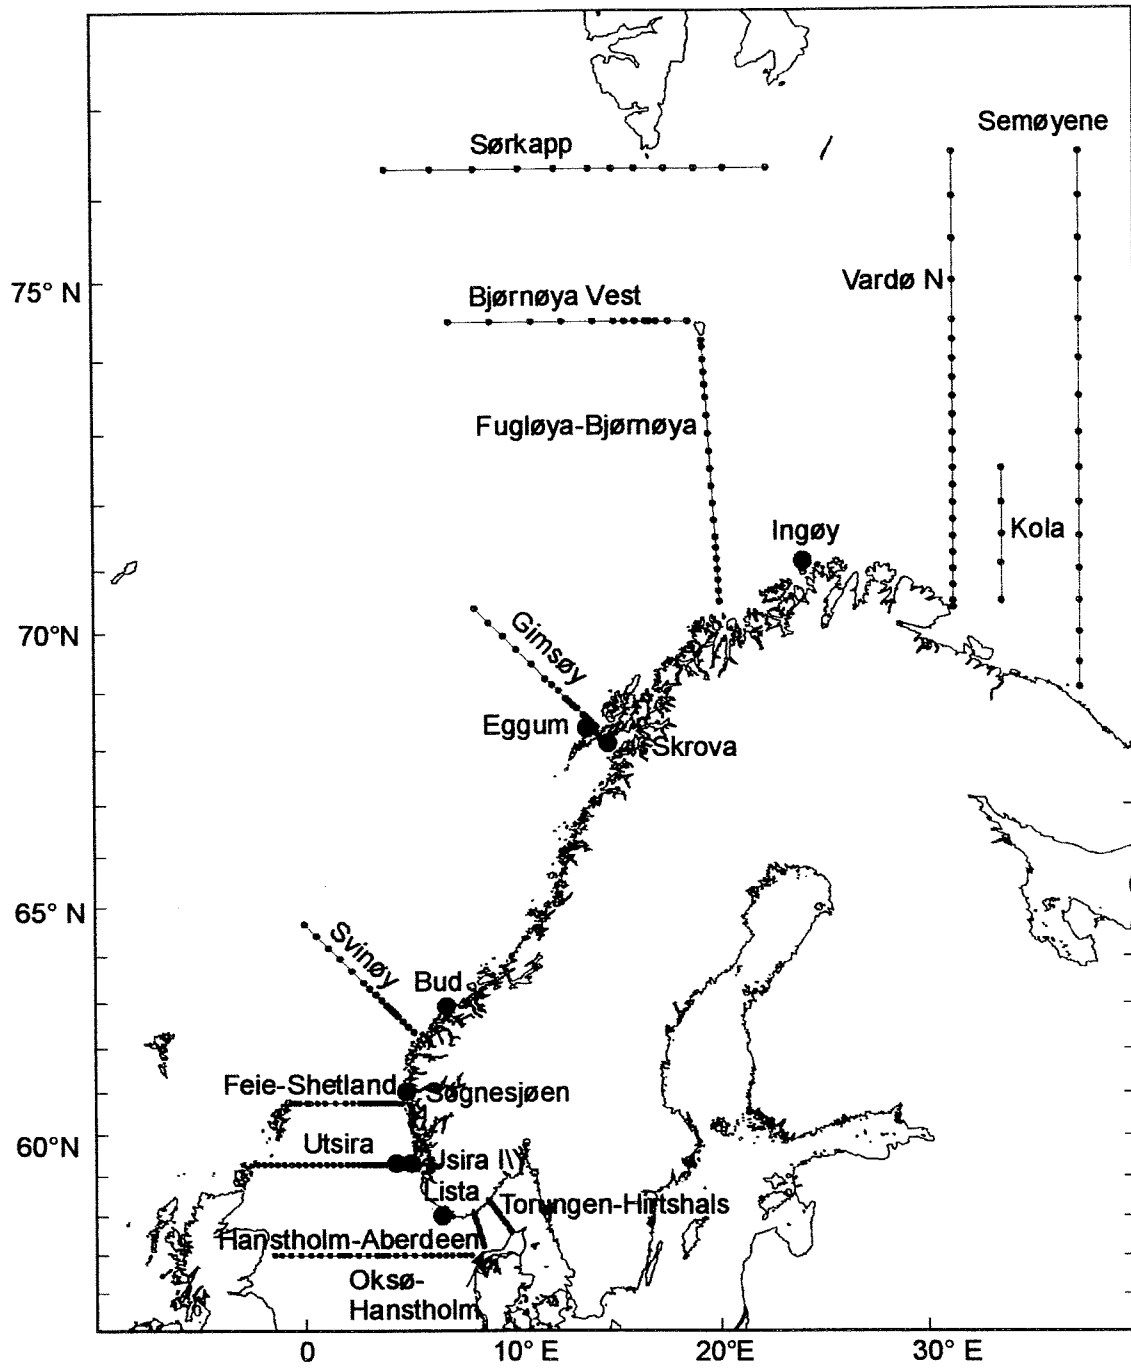 Semøyene
Sørkapp
Vardø N
75° N
Bjørnøya Vest
Fugløya-Bjørnøya
Ingøy
Kola
Gimsøy
70°N
Eggum
Skrova
65° N
Svinøy
Bud
Feie-Shetland
Sognesjøen
60°N
Utsira
Lista
Torungen-Hirtshals
Hanstholm-Aberdeen
Oksø-
Hanstholm
0
10° E
20°E
30° E